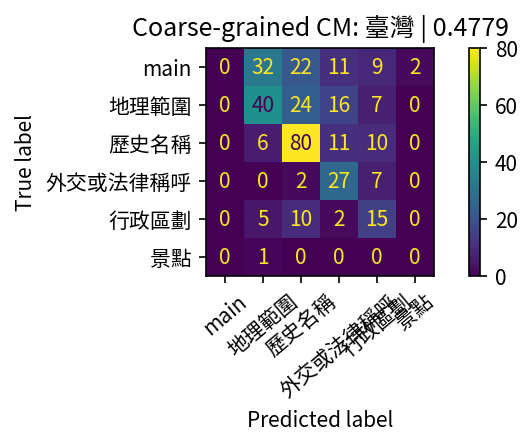 Coarse-grained CM: 臺灣 | 0.4779
True label
main 0 32 22 11 9 2
地理範圍 0 40 24 16 7 0
歷史名稱 0 6 80 11 10 0
外交或法律稱呼 0 0 2 27 7 0
行政區劃 0 5 10 2 15 0
景點 0 1 0 0 0 0
main 地理範圍 歷史名稱 外交或法律稱呼 行政區劃 景點
Predicted label
80
60
40
20
0